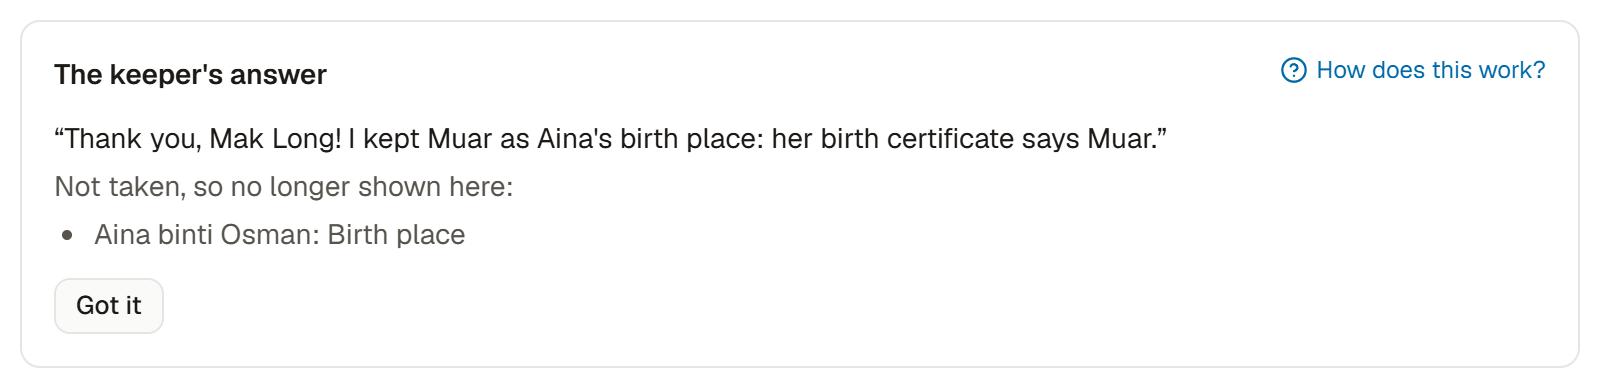 The keeper's answer
How does this work?
“Thank you, Mak Long! I kept Muar as Aina's birth place: her birth certificate says Muar.”
Not taken, so no longer shown here:
• Aina binti Osman: Birth place
Got it